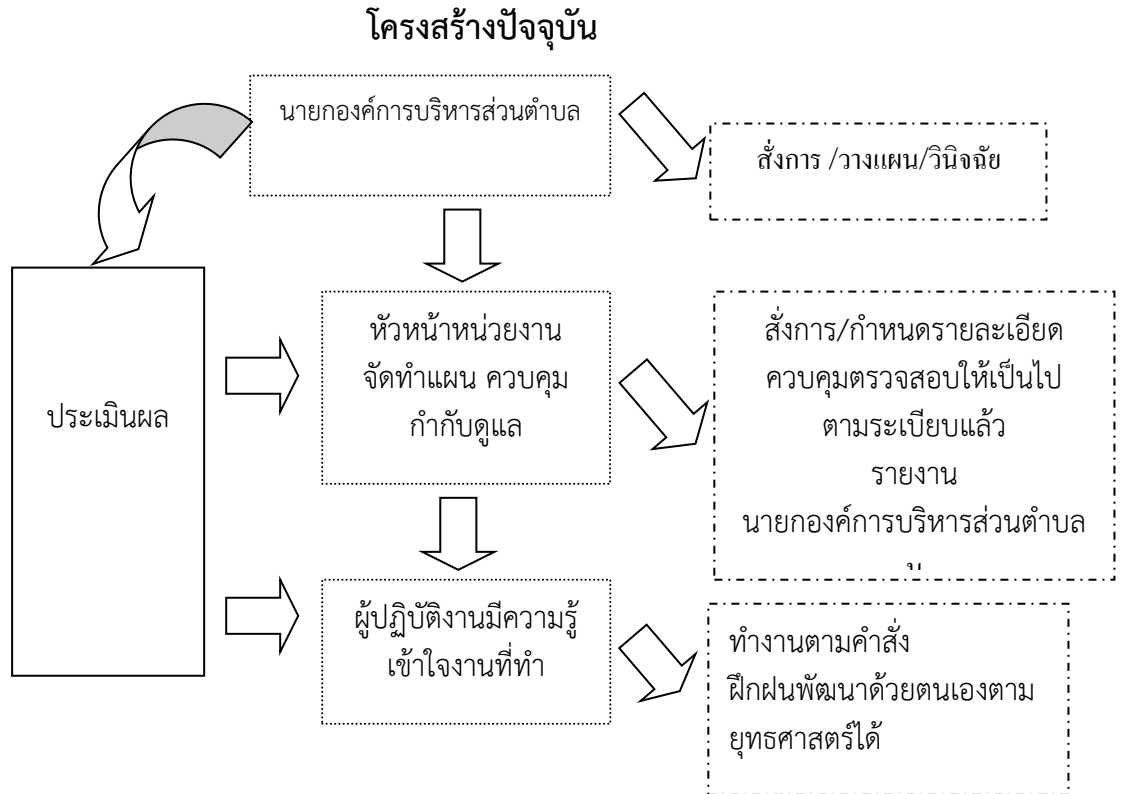 โครงสร้างปัจจุบัน
นายกองค์การบริหารส่วนตำบล
สั่งการ /วางแผน/วินิจฉัย
ประเมินผล
หัวหน้าหน่วยงาน
จัดทำแผน ควบคุม
กำกับดูแล
สั่งการ/กำหนดรายละเอียด
ควบคุมตรวจสอบให้เป็นไป
ตามระเบียบแล้ว
รายงาน
นายกองค์การบริหารส่วนตำบล
ผู้ปฏิบัติงานมีความรู้
เข้าใจงานที่ทำ
ทำงานตามคำสั่ง
ฝึกฝนพัฒนาด้วยตนเองตาม
ยุทธศาสตร์ได้